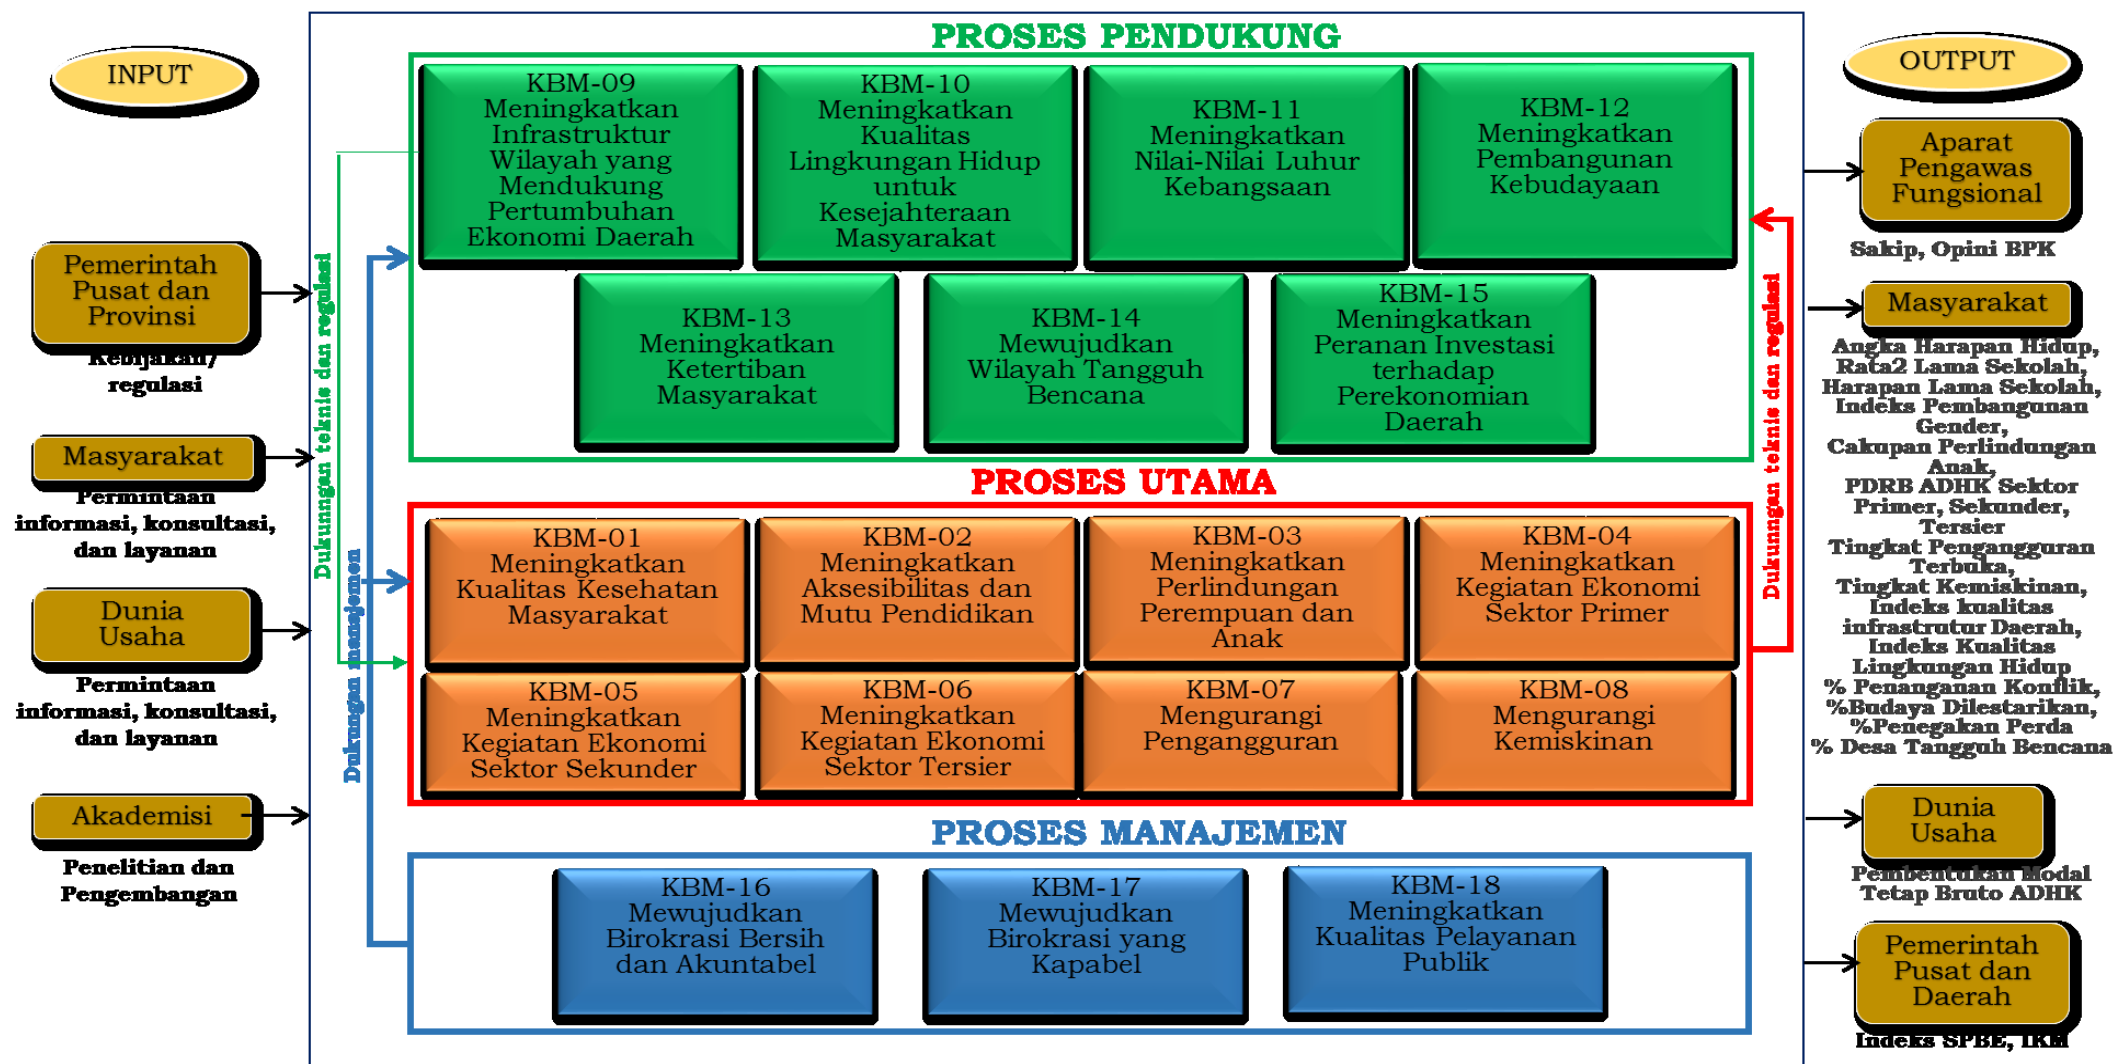 INPUT
Pemerintah
Pusat dan
Provinsi
Kebijakan/
regulasi
Masyarakat
Permintaan
informasi, konsultasi,
dan layanan
Dunia
Usaha
Permintaan
informasi, konsultasi,
dan layanan
Akademisi
Penelitian dan
Pengembangan
Dukunngan teknis dan regulasi
Dukungan manajemen
PROSES PENDUKUNG
KBM-09
Meningkatkan
Infrastruktur
Wilayah yang
Mendukung
Pertumbuhan
Ekonomi Daerah
KBM-10
Meningkatkan
Kualitas
Lingkungan Hidup
untuk
Kesejahteraan
Masyarakat
KBM-11
Meningkatkan
Nilai-Nilai Luhur
Kebangsaan
KBM-12
Meningkatkan
Pembangunan
Kebudayaan
KBM-13
Meningkatkan
Ketertiban
Masyarakat
KBM-14
Mewujudkan
Wilayah Tangguh
Bencana
KBM-15
Meningkatkan
Peranan Investasi
terhadap
Perekonomian
Daerah
PROSES UTAMA
KBM-01
Meningkatkan
Kualitas Kesehatan
Masyarakat
KBM-02
Meningkatkan
Aksesibilitas dan
Mutu Pendidikan
KBM-03
Meningkatkan
Perlindungan
Perempuan dan
Anak
KBM-04
Meningkatkan
Kegiatan Ekonomi
Sektor Primer
KBM-05
Meningkatkan
Kegiatan Ekonomi
Sektor Sekunder
KBM-06
Meningkatkan
Kegiatan Ekonomi
Sektor Tersier
KBM-07
Mengurangi
Pengangguran
KBM-08
Mengurangi
Kemiskinan
PROSES MANAJEMEN
KBM-16
Mewujudkan
Birokrasi Bersih
dan Akuntabel
KBM-17
Mewujudkan
Birokrasi yang
Kapabel
KBM-18
Meningkatkan
Kualitas Pelayanan
Publik
Dukunngan teknis dan regulasi
OUTPUT
Aparat
Pengawas
Fungsional
Sakip, Opini BPK
Masyarakat
Angka Harapan Hidup,
Rata2 Lama Sekolah,
Harapan Lama Sekolah,
Indeks Pembangunan
Gender,
Cakupan Perlindungan
Anak,
PDRB ADHK Sektor
Primer, Sekunder,
Tersier
Tingkat Pengangguran
Terbuka,
Tingkat Kemiskinan,
Indeks kualitas
infrastrutur Daerah,
Indeks Kualitas
Lingkungan Hidup
% Penanganan Konflik,
%Budaya Dilestarikan,
%Penegakan Perda
% Desa Tangguh Bencana
Dunia
Usaha
Pembentukan Modal
Tetap Bruto ADHK
Pemerintah
Pusat dan
Daerah
Indeks SPBE, IKM